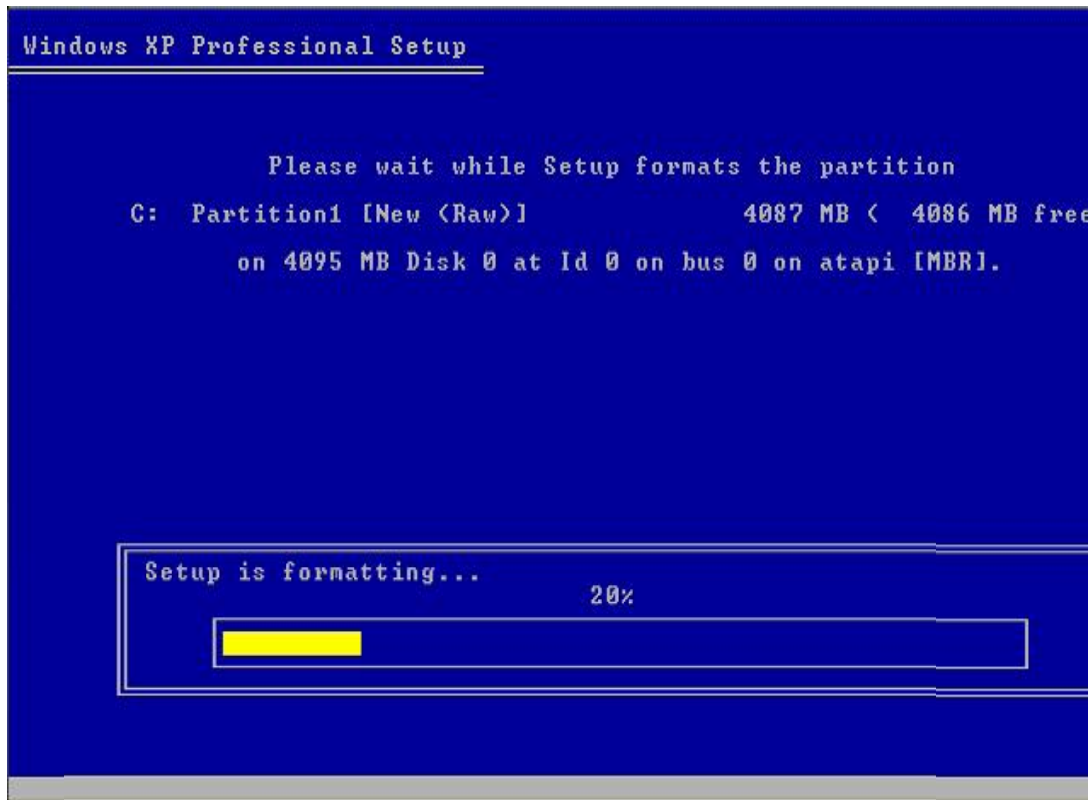 Windows XP Professional Setup
Please wait while Setup formats the partition
C: Partition1 [New (Raw)] 4087 MB ( 4086 MB free
on 4095 MB Disk 0 at Id 0 on bus 0 on atapi [MBR].
Setup is formatting...
20%